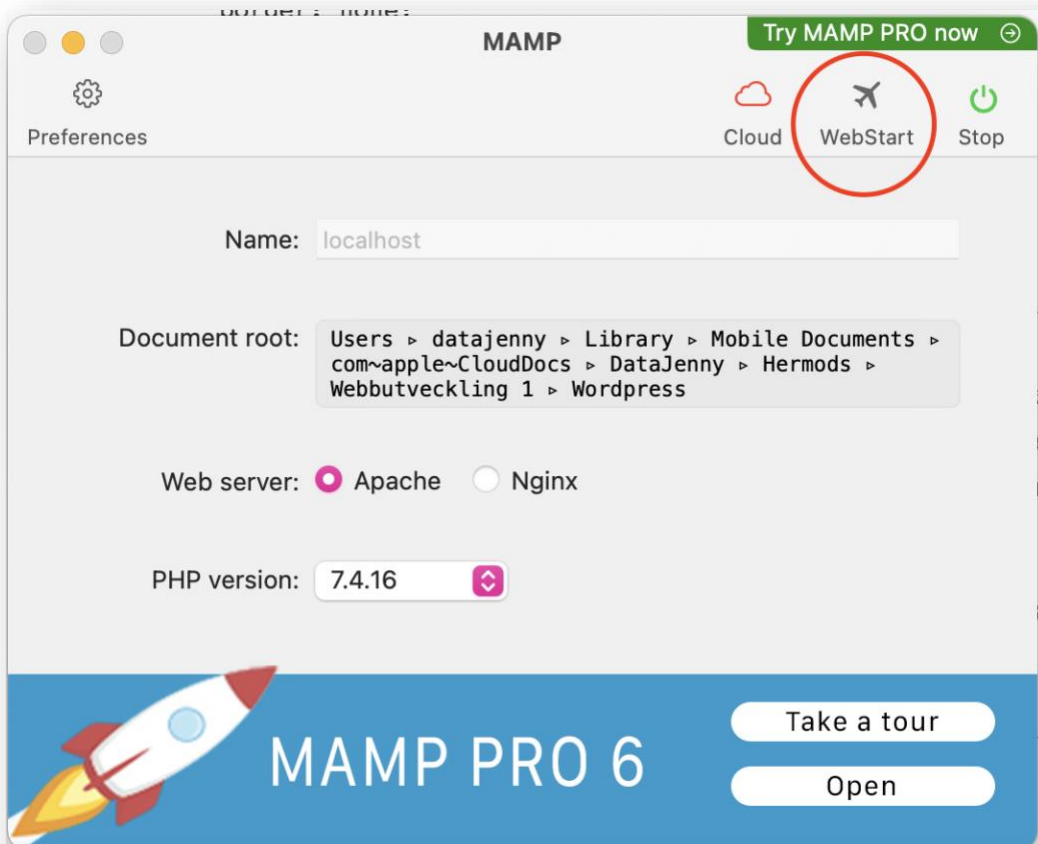 border: none:
MAMP
Try MAMP PRO now
Preferences
Cloud
WebStart
Stop
Name:
localhost
Document root:
Users ▹ datajenny ▹ Library ▹ Mobile Documents ▹
com~apple~CloudDocs ▹ DataJenny ▹ Hermods ▹
Webbutveckling 1 ▹ Wordpress
Web server:
Apache
Nginx
PHP version:
7.4.16
MAMP PRO 6
Take a tour
Open